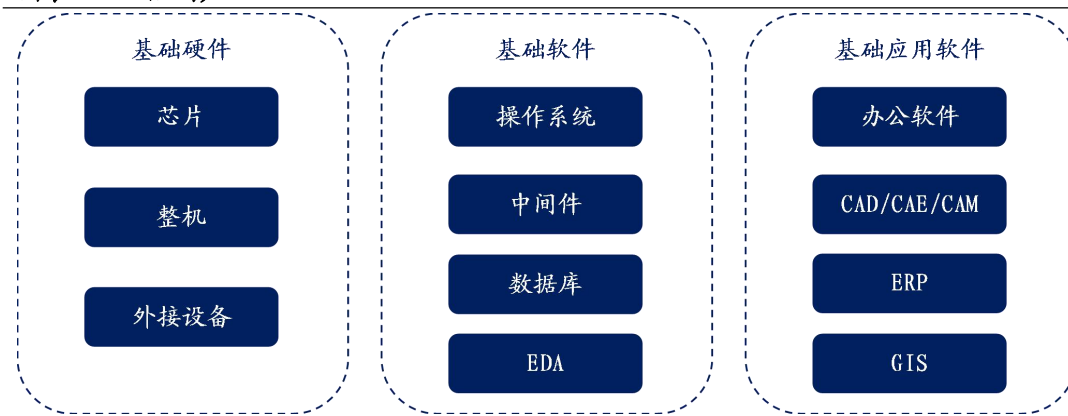 基础硬件
芯片
整机
外接设备
基础软件
操作系统
中间件
数据库
EDA
基础应用软件
办公软件
CAD/CAE/CAM
ERP
GIS